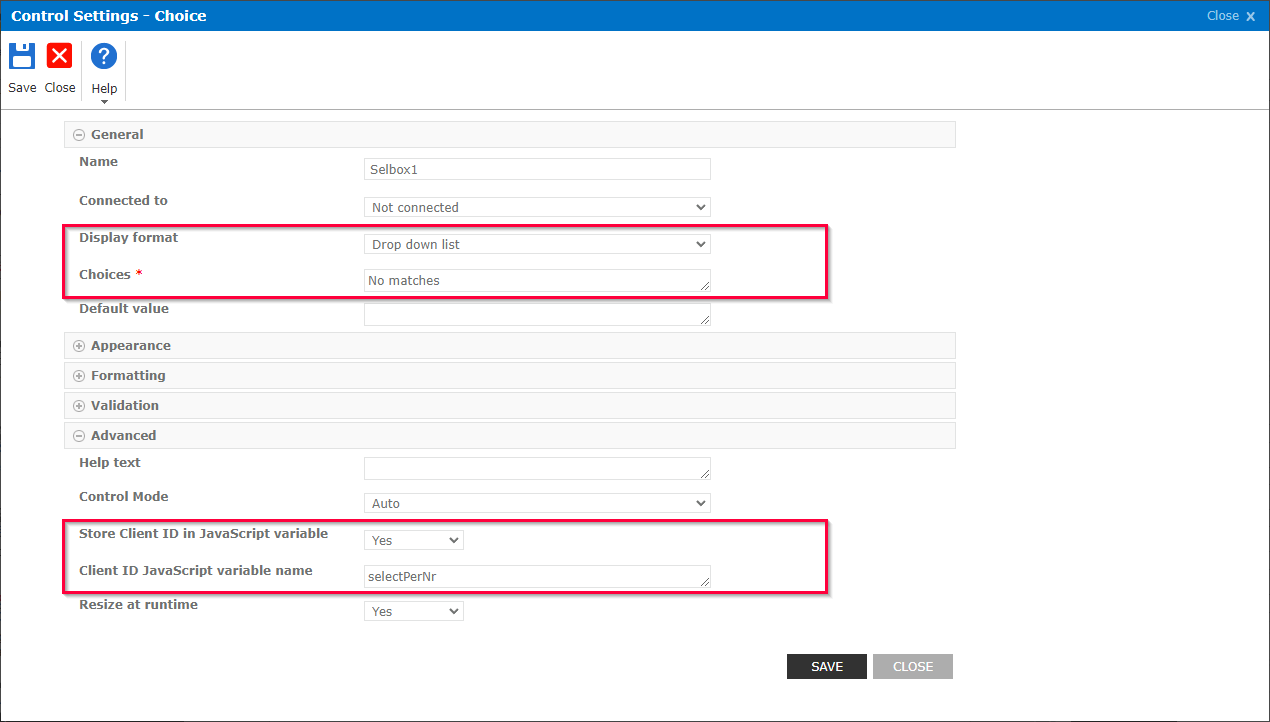 Control Settings - Choice
Close x
Save Close Help
General
Name
Selbox1
Connected to
Not connected
Display format
Drop down list
Choices *
No matches
Default value
Appearance
Formatting
Validation
Advanced
Help text
Control Mode
Auto
Store Client ID in JavaScript variable
Yes
Client ID JavaScript variable name
selectPerNr
Resize at runtime
Yes
SAVE CLOSE